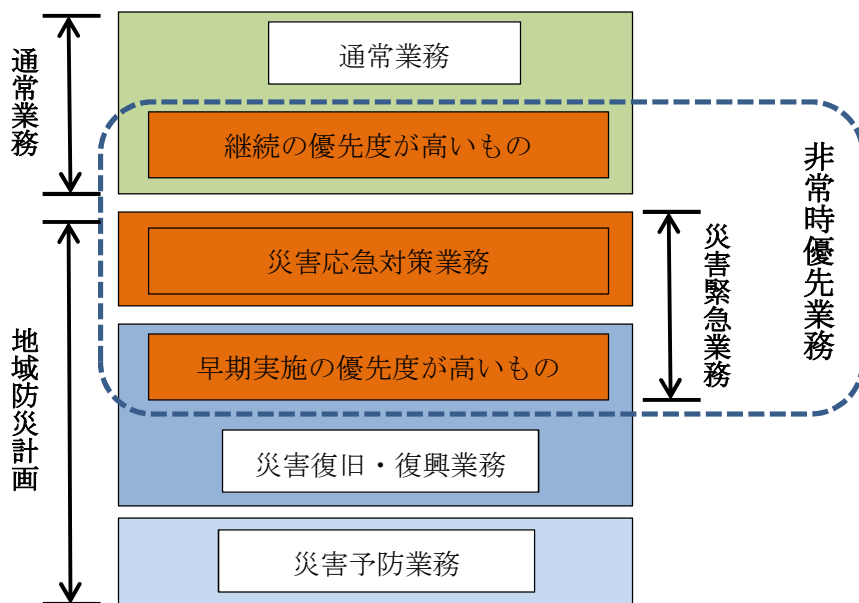 通常業務
通常業務
継続の優先度が高いもの
非常時優先業務
災害応急対策業務
災害緊急業務
早期実施の優先度が高いもの
地域防災計画
災害復旧・復興業務
災害予防業務